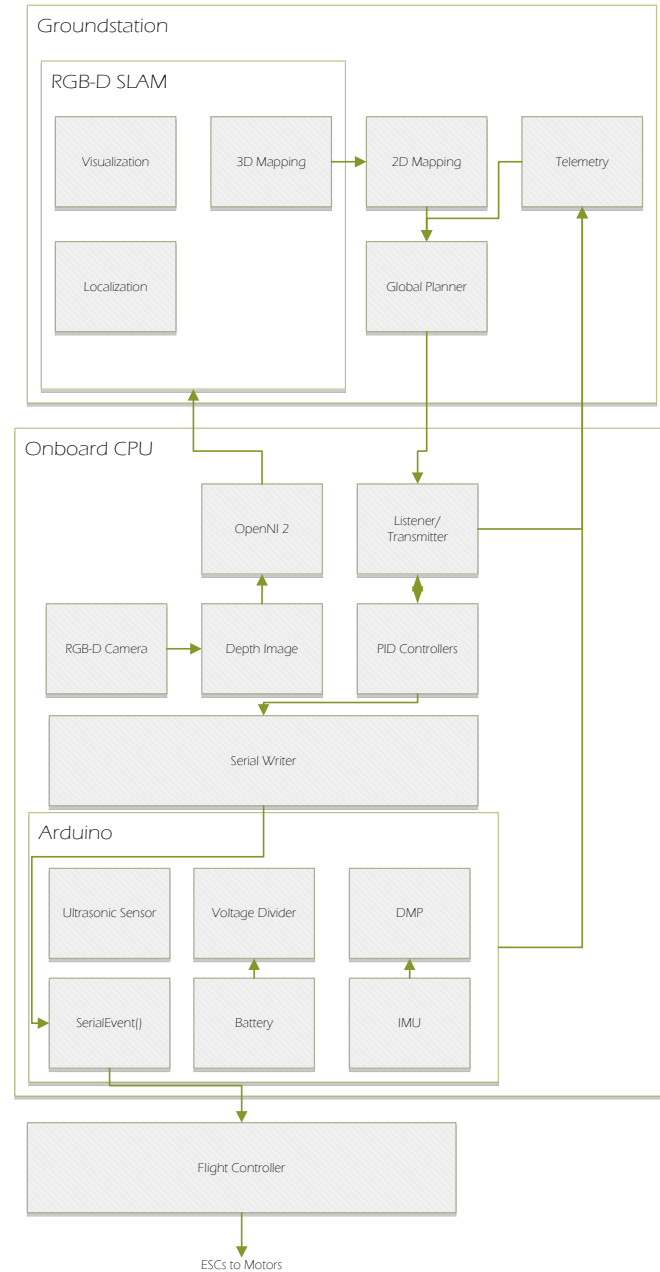 Groundstation
RGB-D SLAM
Visualization
3D Mapping
2D Mapping
Telemetry
Localization
Global Planner
Onboard CPU
OpenNI 2
Listener/
Transmitter
RGB-D Camera
Depth Image
PID Controllers
Serial Writer
Arduino
Ultrasonic Sensor
Voltage Divider
DMP
SerialEvent()
Battery
IMU
Flight Controller
ESCs to Motors